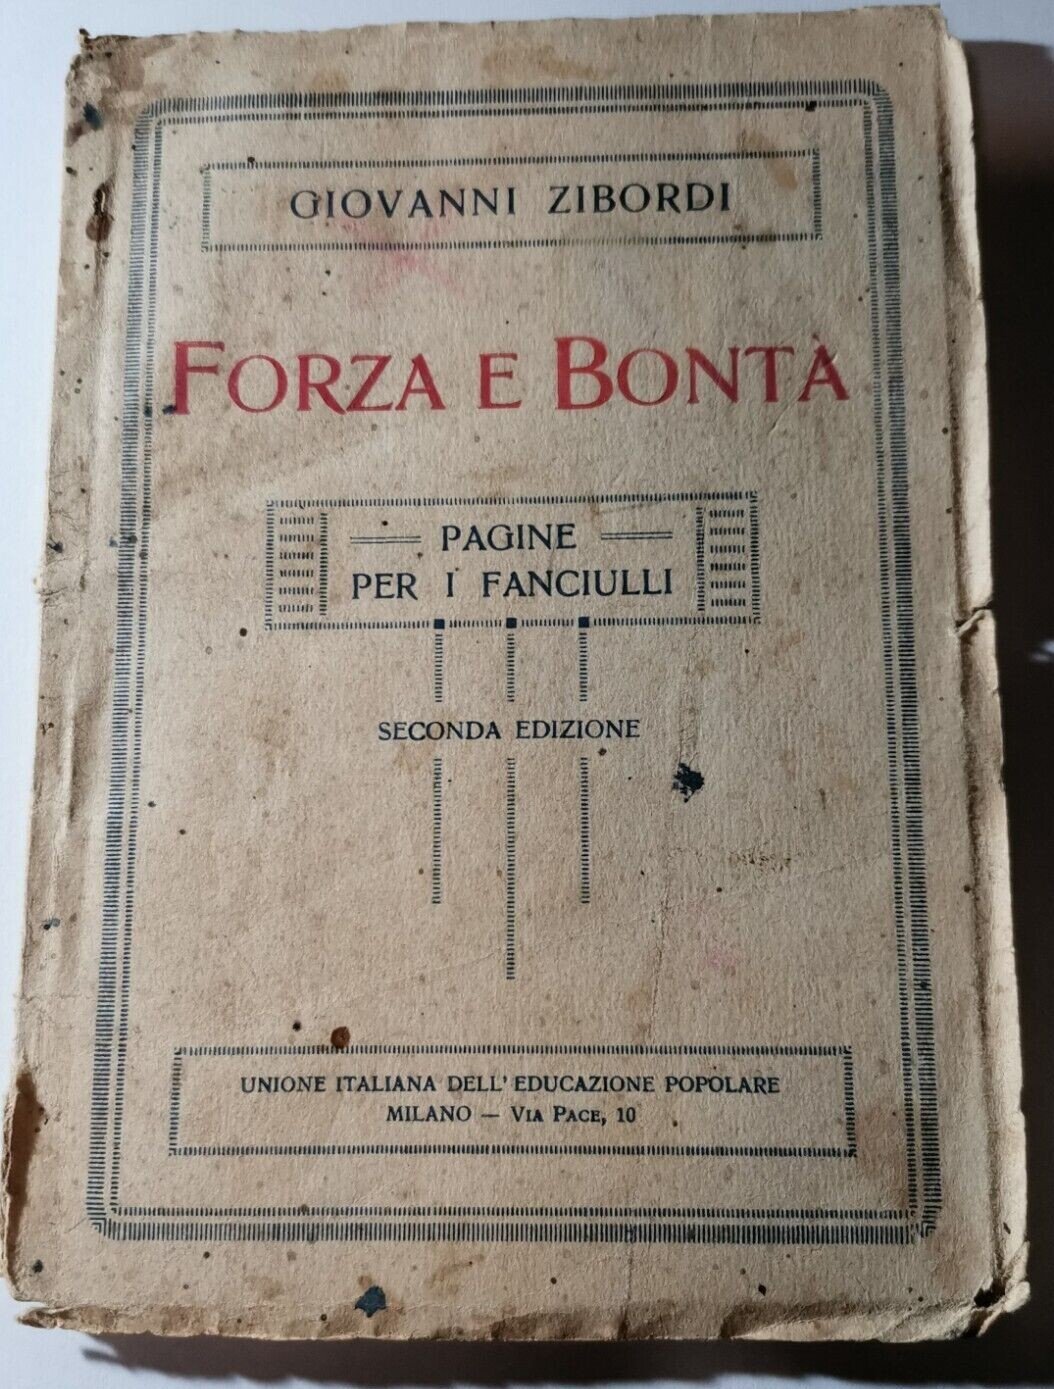 GIOVANNI ZIBORDI
FORZA E BONTÀ
PAGINE
PER I FANCIULLI
SECONDA EDIZIONE
UNIONE ITALIANA DELL'EDUCAZIONE POPOLARE
MILANO — VIA PACE, 10